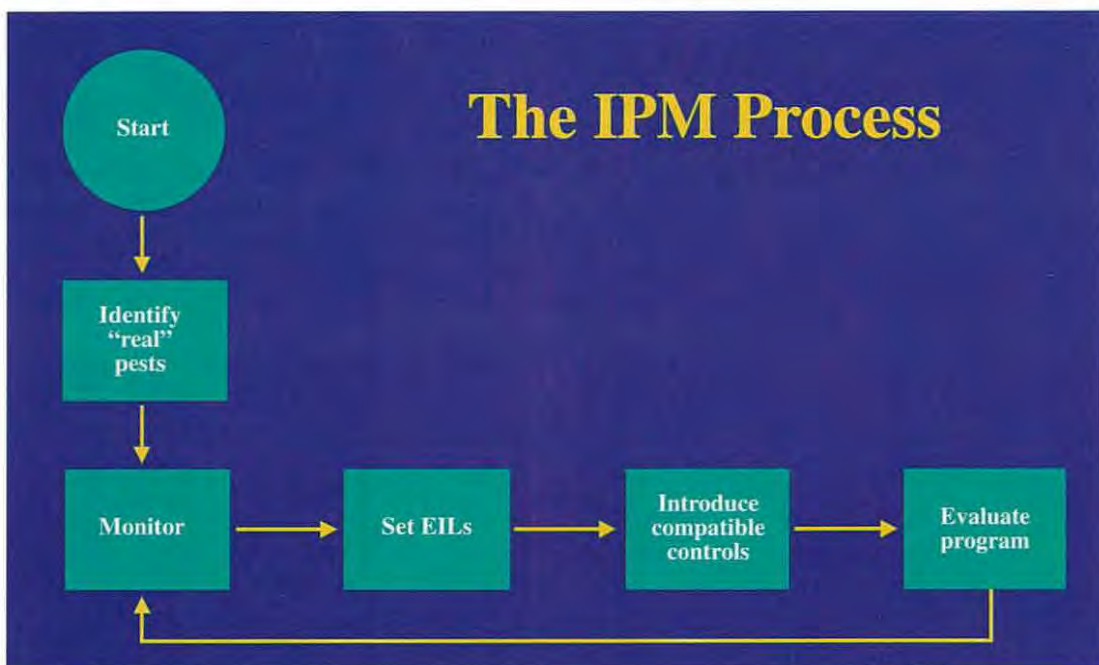 The IPM Process
Start
Identify
“real”
pests
Monitor
Set EILs
Introduce
compatible
controls
Evaluate
program